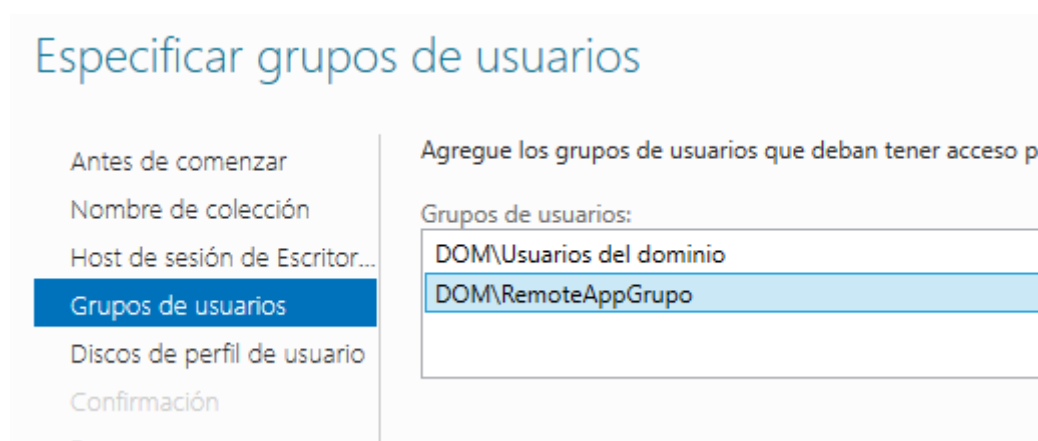 Especificar grupos de usuarios
Antes de comenzar
Nombre de colección
Host de sesión de Escritor...
Grupos de usuarios
Discos de perfil de usuario
Confirmación
Agregue los grupos de usuarios que deban tener acceso p
Grupos de usuarios:
DOM\Usuarios del dominio
DOM\RemoteAppGrupo